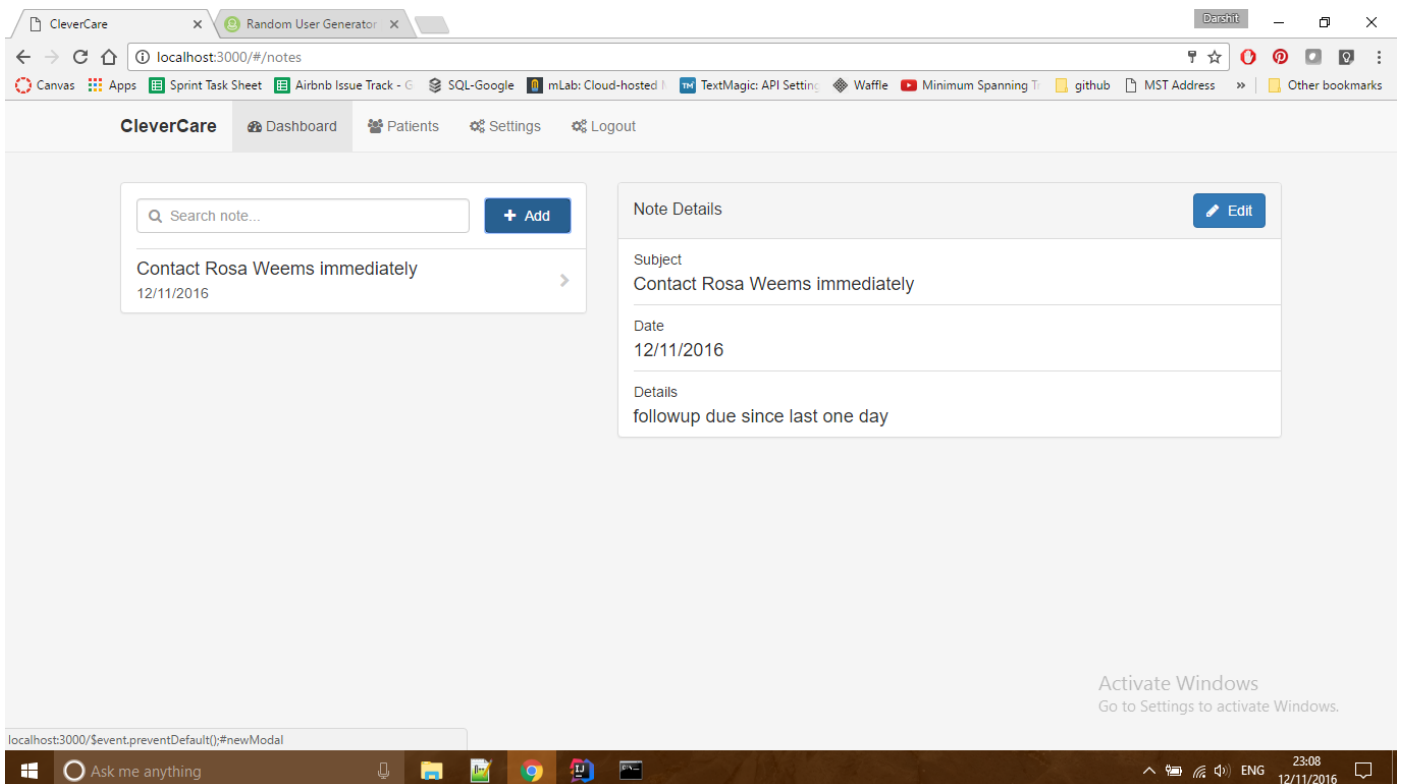 CleverCare
Random User Generator
Darshit
localhost:3000/#/notes
Canvas Apps Sprint Task Sheet Airbnb Issue Track - G SQL-Google mLab: Cloud-hosted TextMagic: API Setting Waffle Minimum Spanning github MST Address » Other bookmarks
CleverCare Dashboard Patients Settings Logout
Search note...
+ Add
Contact Rosa Weems immediately
12/11/2016
Note Details
Edit
Subject
Contact Rosa Weems immediately
Date
12/11/2016
Details
followup due since last one day
Activate Windows
Go to Settings to activate Windows.
localhost:3000/$event.preventDefault();#newModal
Ask me anything
ENG
23:08
12/11/2016